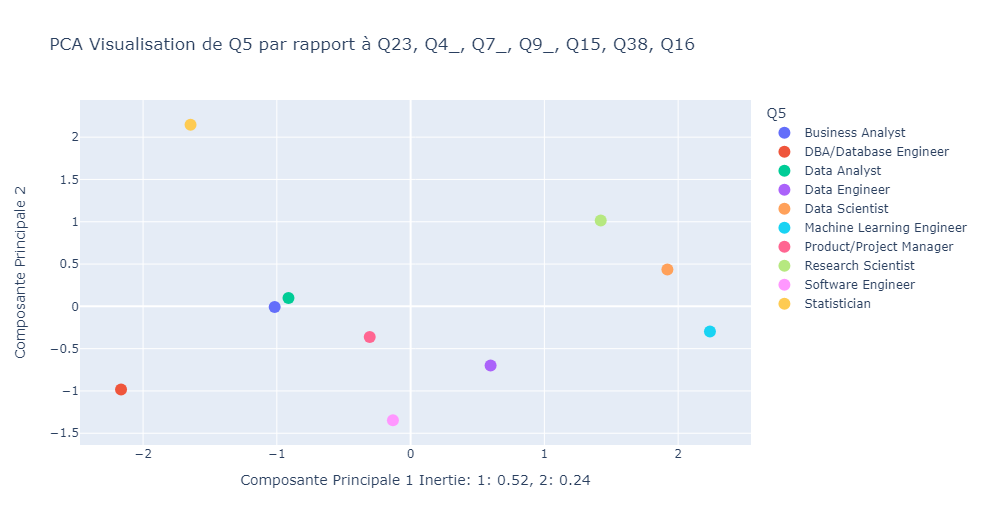 PCA Visualisation de Q5 par rapport à Q23, Q4_, Q7_, Q9_, Q15, Q38, Q16
Composante Principale 2
2
1.5
1
0.5
0
−0.5
−1
−1.5
−2
−1
0
1
2
Composante Principale 1 Inertie: 1: 0.52, 2: 0.24
Q5
Business Analyst
DBA/Database Engineer
Data Analyst
Data Engineer
Data Scientist
Machine Learning Engineer
Product/Project Manager
Research Scientist
Software Engineer
Statistician